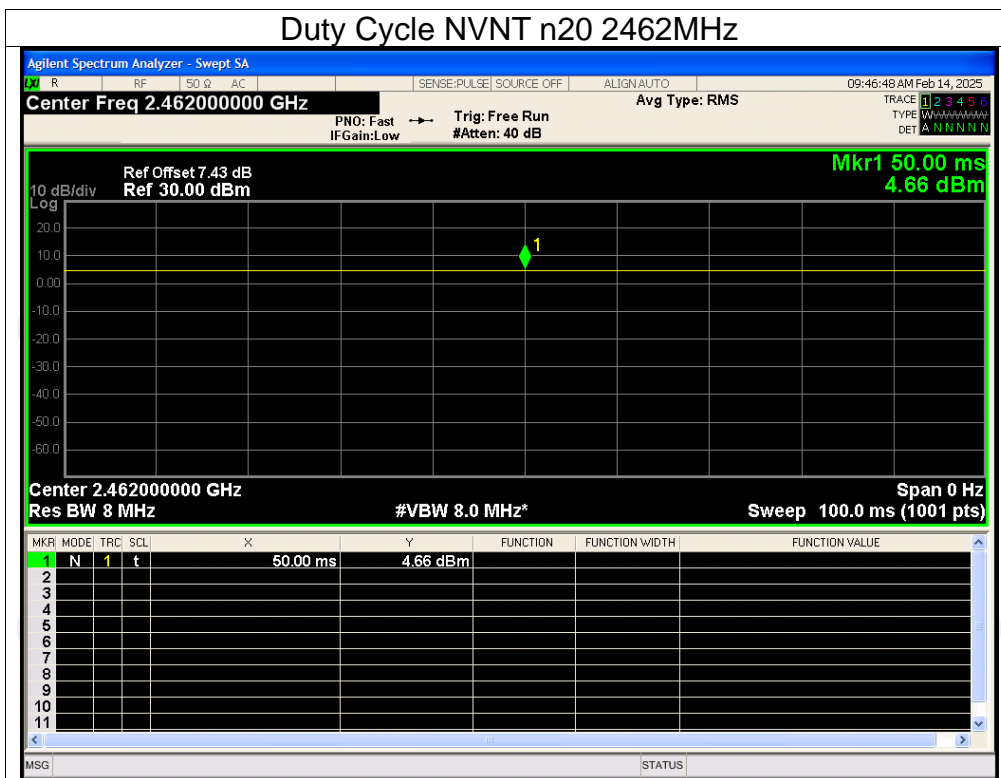 Duty Cycle NVNT n20 2462MHz
Agilent Spectrum Analyzer - Swept SA
LXI R RF 50 Ω AC SENSE:PULSE SOURCE OFF ALIGN AUTO 09:46:48 AM Feb 14, 2025
Center Freq 2.462000000 GHz Avg Type: RMS TRACE 1 2 3 4 5 6
PNO: Fast Trig: Free Run TYPE WWWWWW
IFGain:Low #Atten: 40 dB DET A N N N N N
Mkr1 50.00 ms
Ref Offset 7.43 dB
10 dB/div Ref 30.00 dBm 4.66 dBm
Log
20.0
1
10.0
0.00
-10.0
-20.0
-30.0
-40.0
-50.0
-60.0
Center 2.462000000 GHz Span 0 Hz
Res BW 8 MHz #VBW 8.0 MHz* Sweep 100.0 ms (1001 pts)
MKR MODE TRC SCL X Y FUNCTION FUNCTION WIDTH FUNCTION VALUE
1 N 1 t 50.00 ms 4.66 dBm
2
3
4
5
6
7
8
9
10
11
MSG STATUS